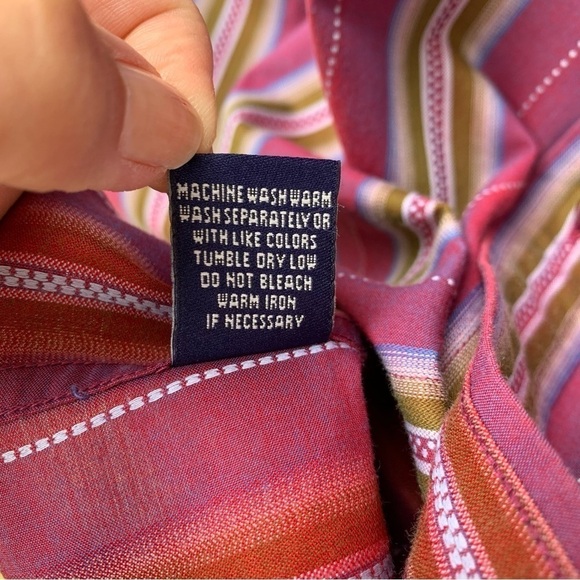 MACHINE WASH WARM
WASH SEPARATELY OR
WITH LIKE COLORS
TUMBLE DRY LOW
DO NOT BLEACH
WARM IRON
IF NECESSARY